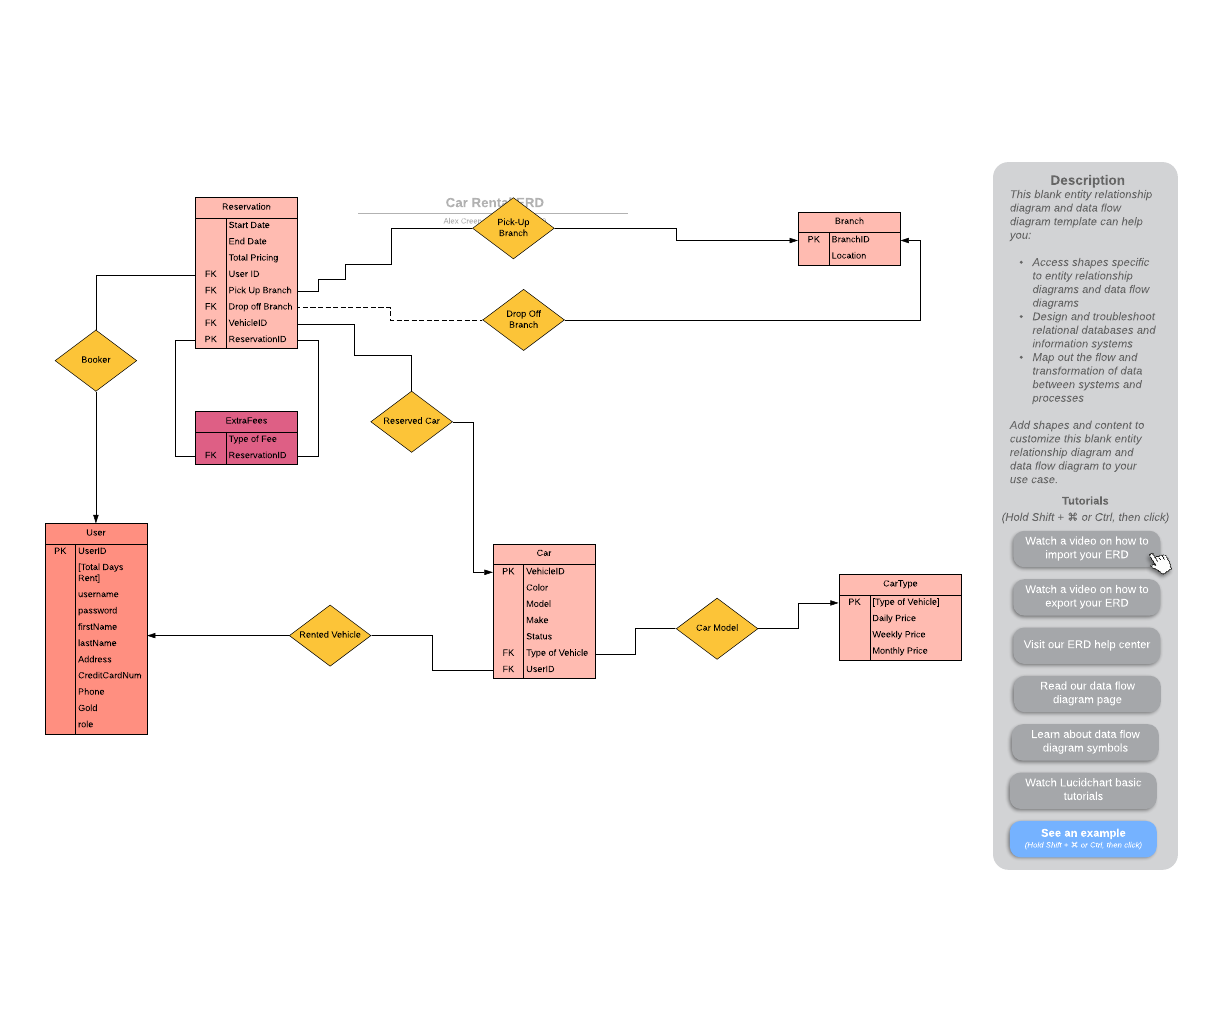 Car Rental ERD
Alex Creen
Reservation
Start Date
End Date
Total Pricing
FK User ID
FK Pick Up Branch
FK Drop off Branch
FK VehicleID
PK ReservationID
Pick-Up
Branch
Branch
PK BranchID
Location
Drop Off
Branch
Booker
ExtraFees
Type of Fee
FK ReservationID
Reserved Car
User
PK UserID
[Total Days
Rent]
username
password
firstName
lastName
Address
CreditCardNum
Phone
Gold
role
Rented Vehicle
Car
PK VehicleID
Color
Model
Make
Status
FK Type of Vehicle
FK UserID
Car Model
CarType
PK [Type of Vehicle]
Daily Price
Weekly Price
Monthly Price
Description
This blank entity relationship
diagram and data flow
diagram template can help
you:
• Access shapes specific
to entity relationship
diagrams and data flow
diagrams
• Design and troubleshoot
relational databases and
information systems
• Map out the flow and
transformation of data
between systems and
processes
Add shapes and content to
customize this blank entity
relationship diagram and
data flow diagram to your
use case.
Tutorials
(Hold Shift + ⌘ or Ctrl, then click)
Watch a video on how to
import your ERD
Watch a video on how to
export your ERD
Visit our ERD help center
Read our data flow
diagram page
Learn about data flow
diagram symbols
Watch Lucidchart basic
tutorials
See an example
(Hold Shift + ⌘ or Ctrl, then click)